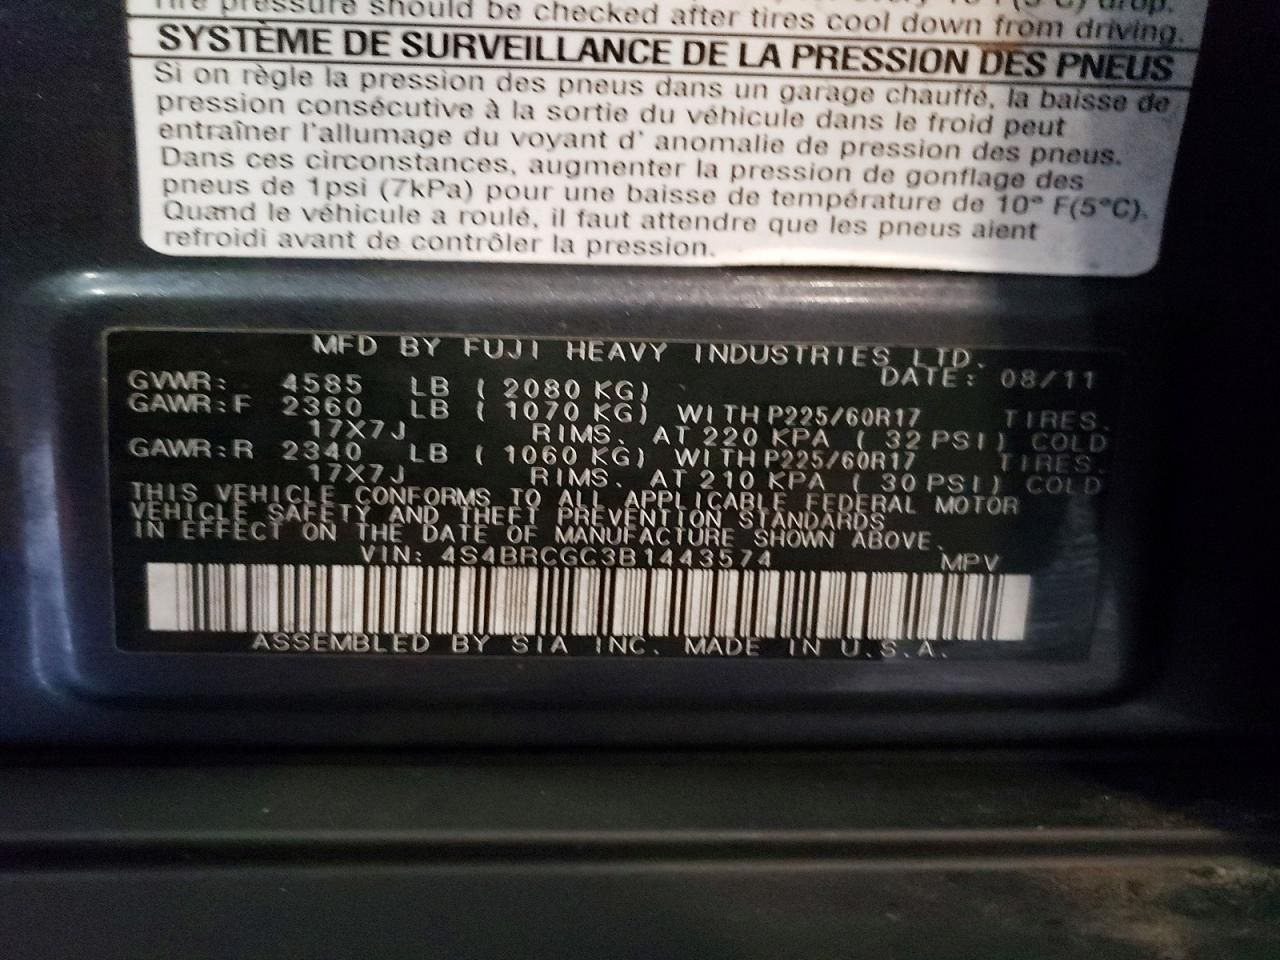 Tire pressure should be checked after tires cool down from driving.
SYSTÈME DE SURVEILLANCE DE LA PRESSION DES PNEUS
Si on règle la pression des pneus dans un garage chauffé, la baisse de
pression consécutive à la sortie du véhicule dans le froid peut
entraîner l'allumage du voyant d' anomalie de pression des pneus.
Dans ces circonstances, augmenter la pression de gonflage des
pneus de 1psi (7kPa) pour une baisse de température de 10° F(5°C).
Quand le véhicule a roulé, il faut attendre que les pneus aient
refroidi avant de contrôler la pression.
MFD BY FUJI HEAVY INDUSTRIES LTD.
DATE: 08/11
GVWR: 4585 LB ( 2080 KG)
GAWR:F 2360 LB ( 1070 KG) WITH P225/60R17 TIRES.
17X7J RIMS. AT 220 KPA ( 32 PSI) COLD
GAWR:R 2340 LB ( 1060 KG) WITH P225/60R17 TIRES.
17X7J RIMS. AT 210 KPA ( 30 PSI) COLD
THIS VEHICLE CONFORMS TO ALL APPLICABLE FEDERAL MOTOR
VEHICLE SAFETY AND THEFT PREVENTION STANDARDS
IN EFFECT ON THE DATE OF MANUFACTURE SHOWN ABOVE.
VIN: 4S4BRCGC3B1443574 MPV
ASSEMBLED BY SIA INC. MADE IN U.S.A.